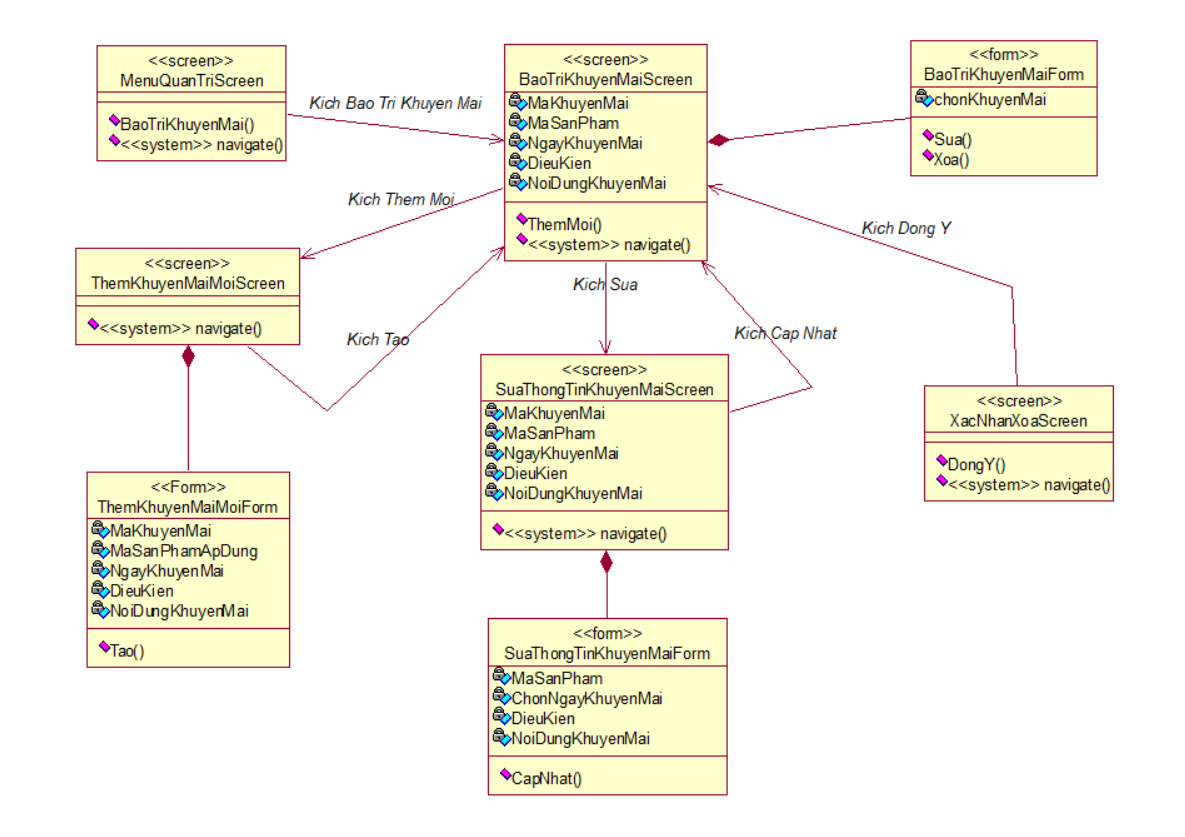 <<screen>>
MenuQuanTriScreen
BaoTriKhuyenMai()
<<system>> navigate()
Kich Bao Tri Khuyen Mai
<<screen>>
BaoTriKhuyenMaiScreen
MaKhuyenMai
MaSanPham
NgayKhuyenMai
DieuKien
NoiDungKhuyenMai
ThemMoi()
<<system>> navigate()
<<form>>
BaoTriKhuyenMaiForm
chonKhuyenMai
Sua()
Xoa()
Kich Them Moi
Kich Dong Y
<<screen>>
ThemKhuyenMaiMoiScreen
<<system>> navigate()
Kich Tao
Kich Sua
Kich Cap Nhat
<<screen>>
SuaThongTinKhuyenMaiScreen
MaKhuyenMai
MaSanPham
NgayKhuyenMai
DieuKien
NoiDungKhuyenMai
<<system>> navigate()
<<screen>>
XacNhanXoaScreen
DongY()
<<system>> navigate()
<<Form>>
ThemKhuyenMaiMoiForm
MaKhuyenMai
MaSanPhamApDung
NgayKhuyenMai
DieuKien
NoiDungKhuyenMai
Tao()
<<form>>
SuaThongTinKhuyenMaiForm
MaSanPham
ChonNgayKhuyenMai
DieuKien
NoiDungKhuyenMai
CapNhat()